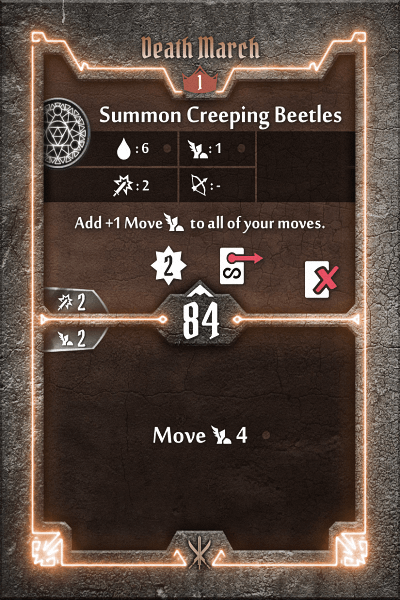 Death March
1
Summon Creeping Beetles
: 6 : 1
: 2 : -
Add +1 Move to all of your moves.
2 S
2
84
2
Move 4